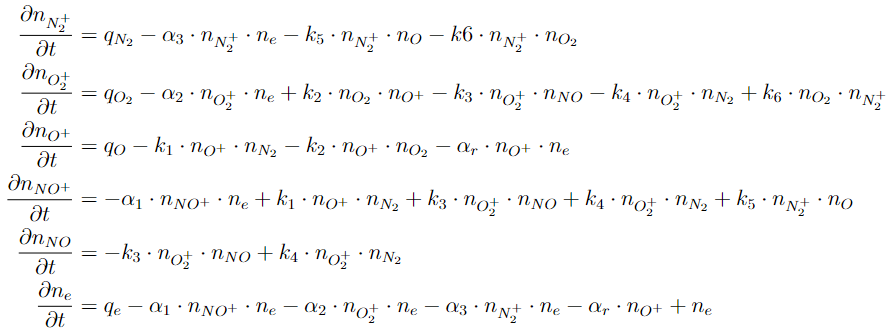 ∂n_{N_2^+}/∂t = q_{N_2} − α_3 · n_{N_2^+} · n_e − k_5 · n_{N_2^+} · n_O − k6 · n_{N_2^+} · n_{O_2}
∂n_{O_2^+}/∂t = q_{O_2} − α_2 · n_{O_2^+} · n_e + k_2 · n_{O_2} · n_{O^+} − k_3 · n_{O_2^+} · n_{NO} − k_4 · n_{O_2^+} · n_{N_2} + k_6 · n_{O_2} · n_{N_2^+}
∂n_{O^+}/∂t = q_O − k_1 · n_{O^+} · n_{N_2} − k_2 · n_{O^+} · n_{O_2} − α_r · n_{O^+} · n_e
∂n_{NO^+}/∂t = −α_1 · n_{NO^+} · n_e + k_1 · n_{O^+} · n_{N_2} + k_3 · n_{O_2^+} · n_{NO} + k_4 · n_{O_2^+} · n_{N_2} + k_5 · n_{N_2^+} · n_O
∂n_{NO}/∂t = −k_3 · n_{O_2^+} · n_{NO} + k_4 · n_{O_2^+} · n_{N_2}
∂n_e/∂t = q_e − α_1 · n_{NO^+} · n_e − α_2 · n_{O_2^+} · n_e − α_3 · n_{N_2^+} · n_e − α_r · n_{O^+} + n_e